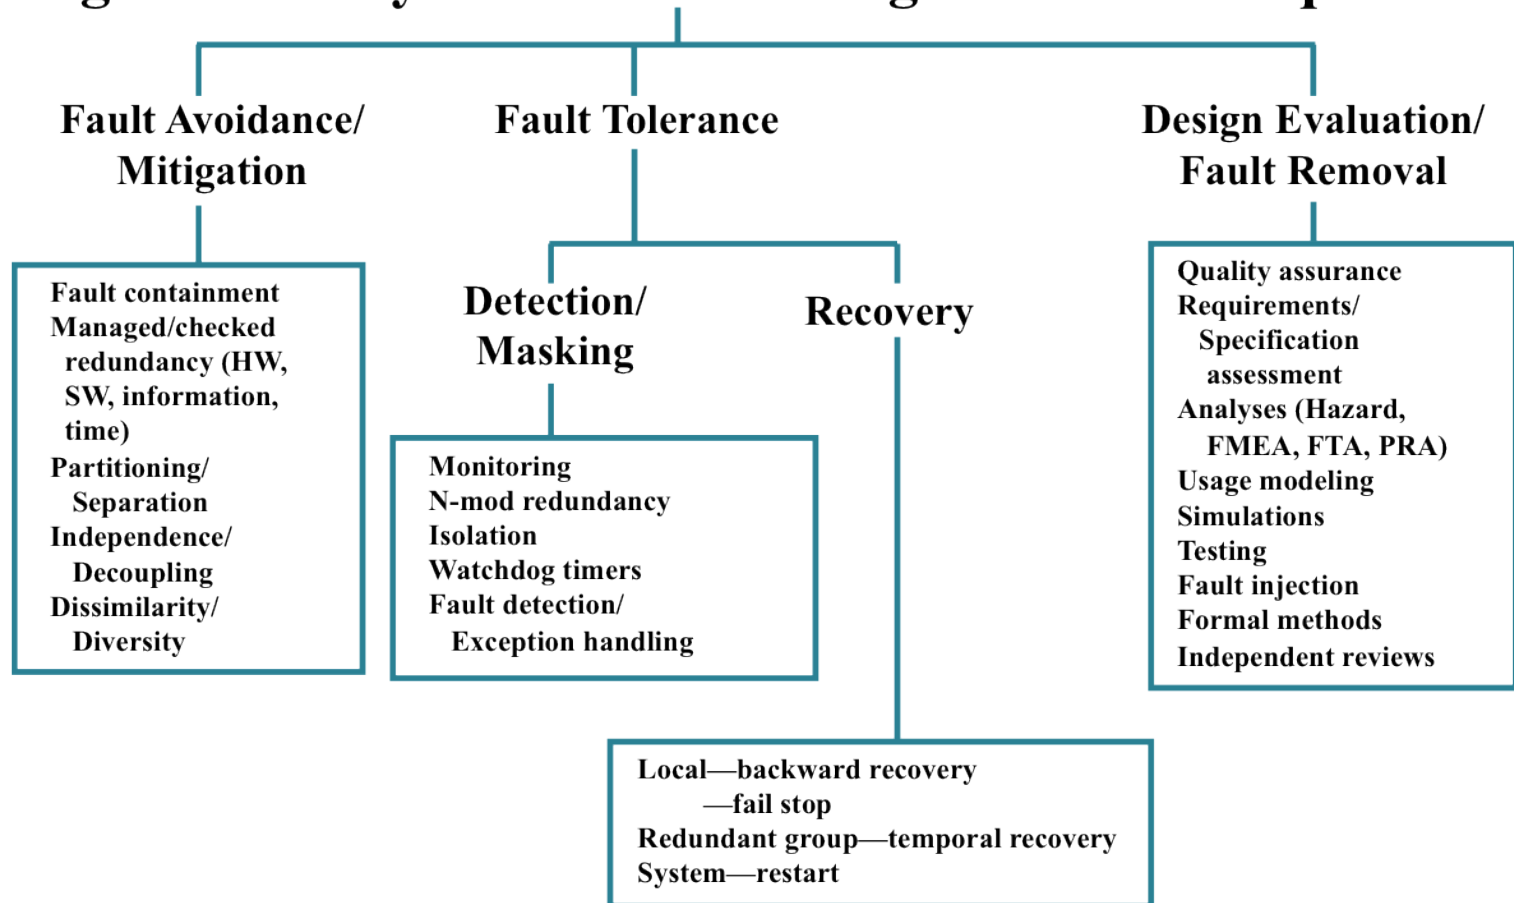 Fault Avoidance/
Mitigation
Fault containment
Managed/checked
redundancy (HW,
SW, information,
time)
Partitioning/
Separation
Independence/
Decoupling
Dissimilarity/
Diversity
Fault Tolerance
Detection/
Masking
Monitoring
N-mod redundancy
Isolation
Watchdog timers
Fault detection/
Exception handling
Recovery
Local—backward recovery
—fail stop
Redundant group—temporal recovery
System—restart
Design Evaluation/
Fault Removal
Quality assurance
Requirements/
Specification
assessment
Analyses (Hazard,
FMEA, FTA, PRA)
Usage modeling
Simulations
Testing
Fault injection
Formal methods
Independent reviews